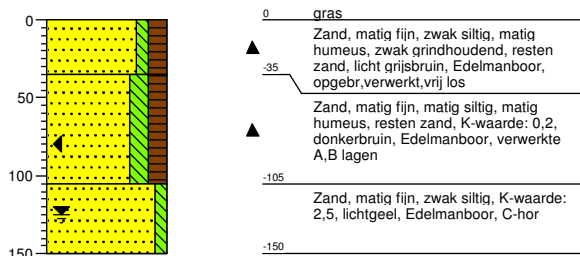 0
50
100
150
0 gras
Zand, matig fijn, zwak siltig, matig
humeus, zwak grindhoudend, resten
zand, licht grijsbruin, Edelmanboor,
opgebr,verwerkt,vrij los
-35
Zand, matig fijn, matig siltig, matig
humeus, resten zand, K-waarde: 0,2,
donkerbruin, Edelmanboor, verwerkte
A,B lagen
-105
Zand, matig fijn, zwak siltig, K-waarde:
2,5, lichtgeel, Edelmanboor, C-hor
-150